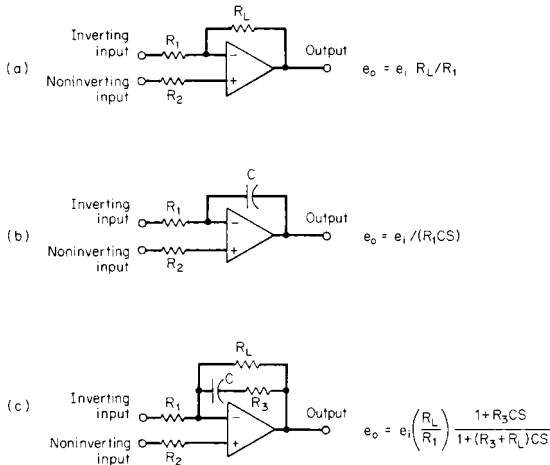 (a)
Inverting input
R1
RL
Output
−
+
Noninverting input
R2
eo = ei RL/R1
(b)
Inverting input
R1
C
Output
−
+
Noninverting input
R2
eo = ei/(R1CS)
(c)
RL
C
R3
Inverting input
R1
Output
−
+
Noninverting input
R2
eo = ei(RL/R1) 1+R3CS/1+(R3+RL)CS